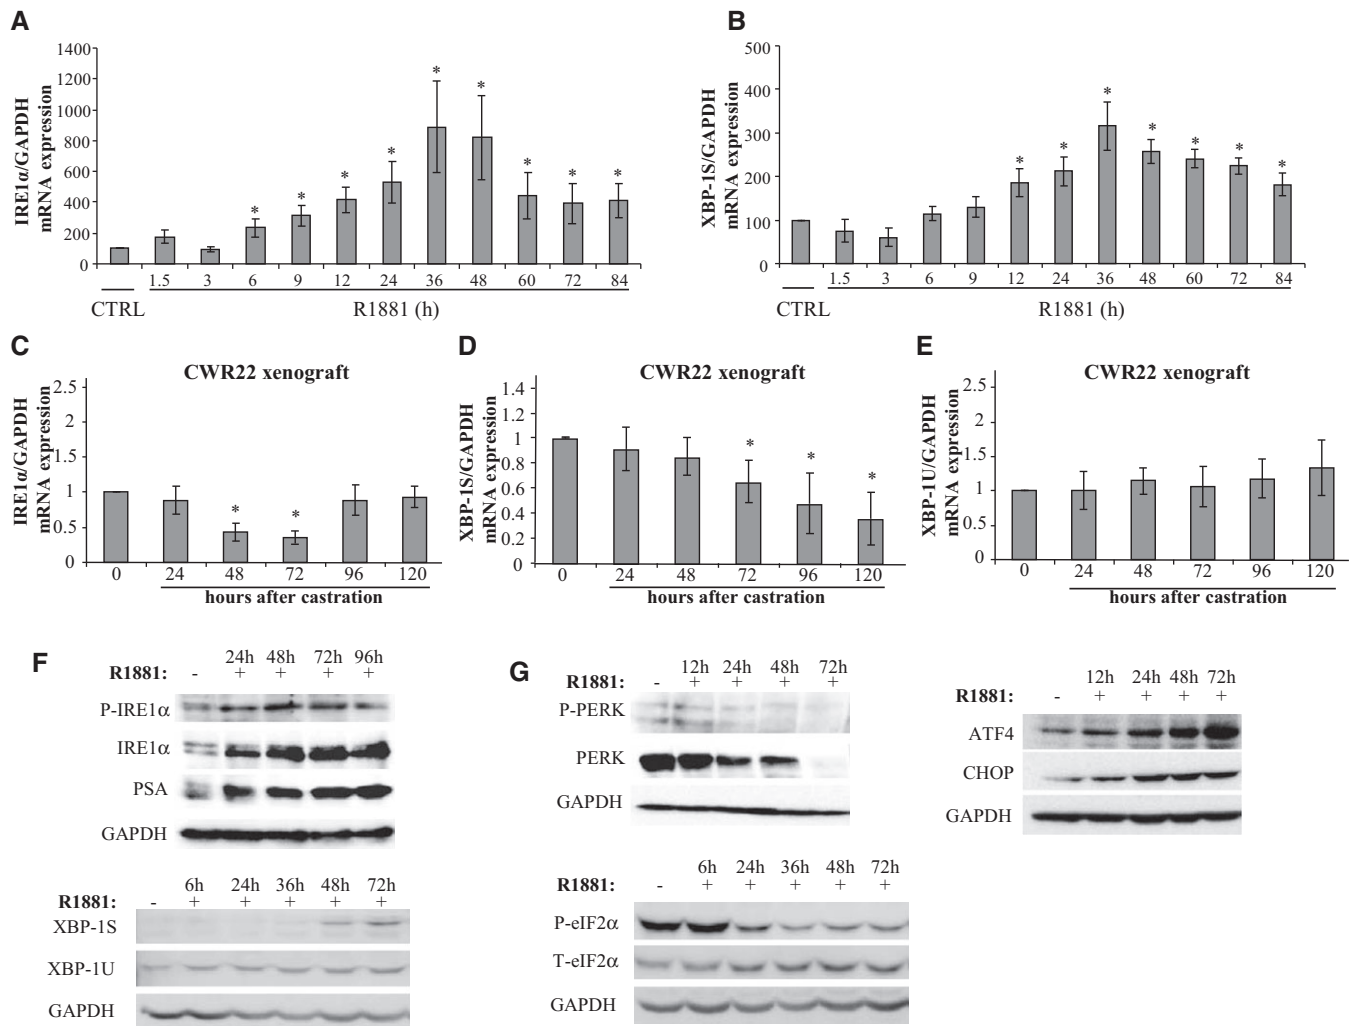 A
IRE1α/GAPDH
mRNA expression
1400
1200
1000
800
600
400
200
0
* * * * * * * * *
1.5 3 6 9 12 24 36 48 60 72 84
CTRL R1881 (h)
B
XBP-1S/GAPDH
mRNA expression
500
400
300
200
100
0
* * * * * * *
1.5 3 6 9 12 24 36 48 60 72 84
CTRL R1881 (h)
C
CWR22 xenograft
IRE1α/GAPDH
mRNA expression
2.5
2
1.5
1
0.5
0
* *
0 24 48 72 96 120
hours after castration
D
CWR22 xenograft
XBP-1S/GAPDH
mRNA expression
1.4
1.2
1
0.8
0.6
0.4
0.2
0
* * *
0 24 48 72 96 120
hours after castration
E
CWR22 xenograft
XBP-1U/GAPDH
mRNA expression
2.5
2
1.5
1
0.5
0
0 24 48 72 96 120
hours after castration
F
24h 48h 72h 96h
R1881: - + + + +
P-IRE1α
IRE1α
PSA
GAPDH
6h 24h 36h 48h 72h
R1881: - + + + + +
XBP-1S
XBP-1U
GAPDH
G
12h 24h 48h 72h
R1881: - + + + +
P-PERK
PERK
GAPDH
12h 24h 48h 72h
R1881: - + + + +
ATF4
CHOP
GAPDH
6h 24h 36h 48h 72h
R1881: - + + + + +
P-eIF2α
T-eIF2α
GAPDH